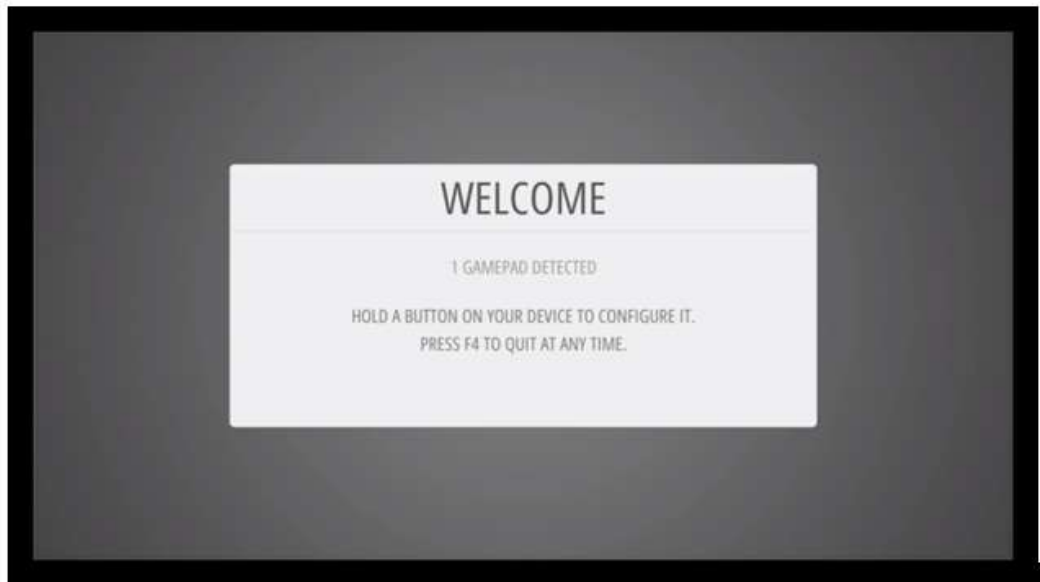 WELCOME
1 GAMEPAD DETECTED
HOLD A BUTTON ON YOUR DEVICE TO CONFIGURE IT.
PRESS F4 TO QUIT AT ANY TIME.